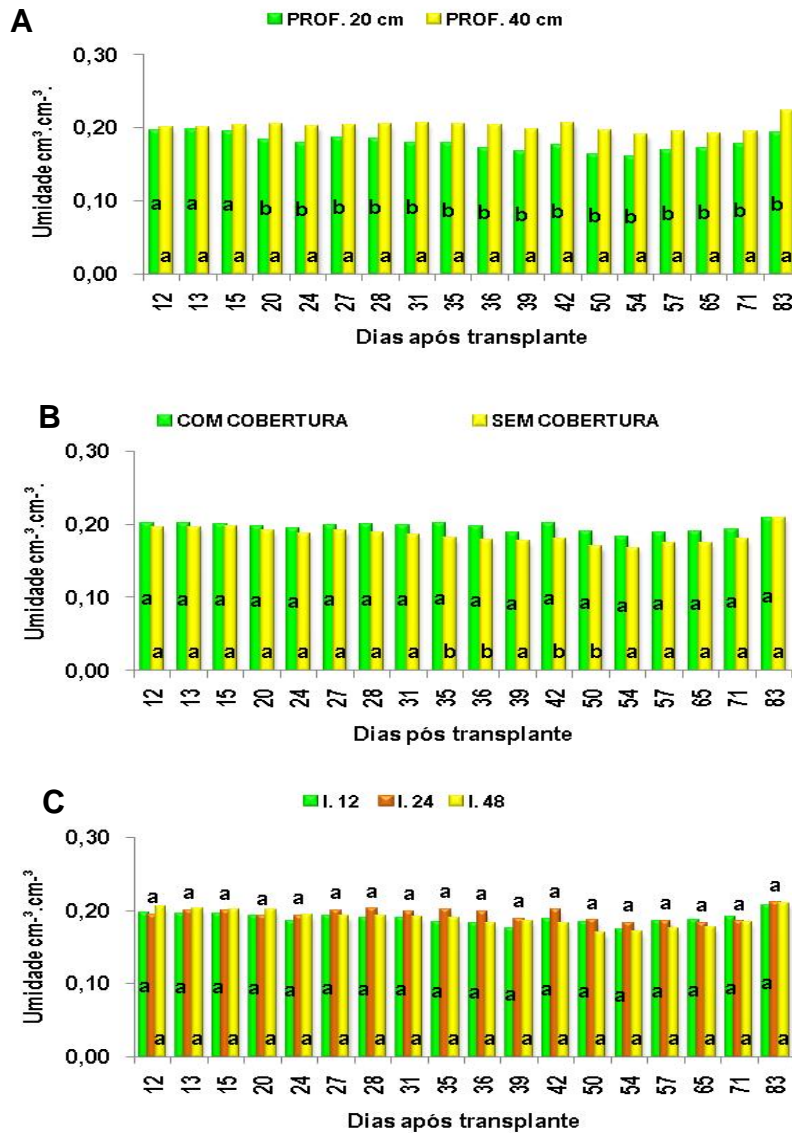 A
PROF. 20 cm PROF. 40 cm
0,30
0,20
0,10
0,00
Umidade cm³.cm-³.
a a a b b b b b b b b b b b b b b b
a a a a a a a a a a a a a a a a a a
12 13 15 20 24 27 28 31 35 36 39 42 50 54 57 65 71 83
Dias após transplante
B
COM COBERTURA SEM COBERTURA
0,30
0,20
0,10
0,00
Umidade cm-³.cm-³.
a a a a a a a a a a a a a a a a a a
a a a a a a a a b b a b b a a a a a
12 13 15 20 24 27 28 31 35 36 39 42 50 54 57 65 71 83
Dias pós transplante
C
I. 12 I. 24 I. 48
0,30
0,20
0,10
0,00
Umidade cm-³.cm-³
a a a a a a a a a a a a a a a a a a
a a a a a a a a a a a a a a a a a a
a a a a a a a a a a a a a a a a a a
12 13 15 20 24 27 28 31 35 36 39 42 50 54 57 65 71 83
Dias após transplante